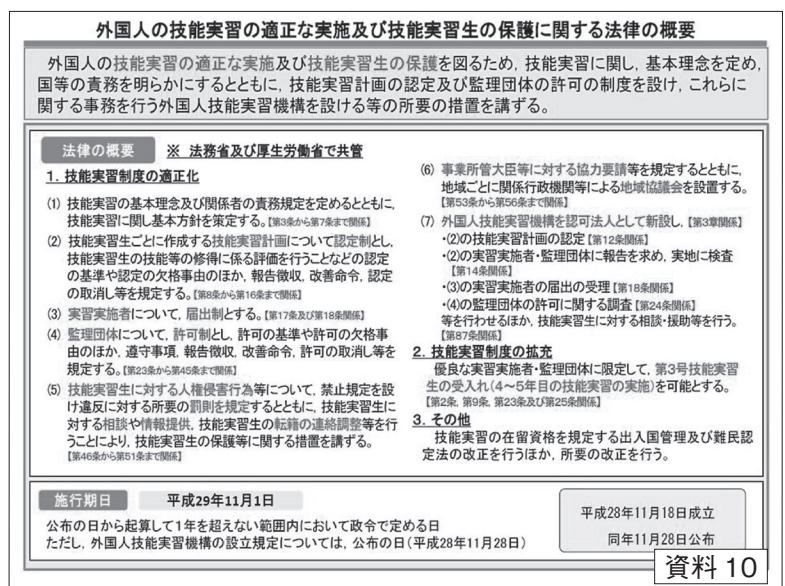 外国人の技能実習の適正な実施及び技能実習生の保護に関する法律の概要
外国人の技能実習の適正な実施及び技能実習生の保護を図るため，技能実習に関し，基本理念を定め，
国等の責務を明らかにするとともに，技能実習計画の認定及び監理団体の許可の制度を設け，これらに
関する事務を行う外国人技能実習機構を設ける等の所要の措置を講ずる。
法律の概要 ※ 法務省及び厚生労働省で共管
1. 技能実習制度の適正化
(1) 技能実習の基本理念及び関係者の責務規定を定めるとともに，
技能実習に関し基本方針を策定する。【第3条から第7条まで関係】
(2) 技能実習生ごとに作成する技能実習計画について認定制とし，
技能実習生の技能等の修得に係る評価を行うことなどの認定
の基準や認定の欠格事由のほか，報告徴収，改善命令，認定
の取消し等を規定する。【第8条から第16条まで関係】
(3) 実習実施者について，届出制とする。【第17条及び第18条関係】
(4) 監理団体について，許可制とし，許可の基準や許可の欠格事
由のほか，遵守事項，報告徴収，改善命令，許可の取消し等を
規定する。【第23条から第45条まで関係】
(5) 技能実習生に対する人権侵害行為等について，禁止規定を設
け違反に対する所要の罰則を規定するとともに，技能実習生に
対する相談や情報提供，技能実習生の転籍の連絡調整等を行
うことにより，技能実習生の保護等に関する措置を講ずる。
【第46条から第51条まで関係】
(6) 事業所管大臣等に対する協力要請等を規定するとともに，
地域ごとに関係行政機関等による地域協議会を設置する。
【第53条から第56条まで関係】
(7) 外国人技能実習機構を認可法人として新設し，【第3章関係】
・(2)の技能実習計画の認定【第12条関係】
・(2)の実習実施者・監理団体に報告を求め，実地に検査
【第14条関係】
・(3)の実習実施者の届出の受理【第18条関係】
・(4)の監理団体の許可に関する調査【第24条関係】
等を行わせるほか，技能実習生に対する相談・援助等を行う。
【第87条関係】
2. 技能実習制度の拡充
優良な実習実施者・監理団体に限定して，第3号技能実習
生の受入れ(4～5年目の技能実習の実施)を可能とする。
【第2条，第9条，第23条及び第25条関係】
3. その他
技能実習の在留資格を規定する出入国管理及び難民認
定法の改正を行うほか，所要の改正を行う。
施行期日 平成29年11月1日
公布の日から起算して1年を超えない範囲内において政令で定める日
ただし，外国人技能実習機構の設立規定については，公布の日(平成28年11月28日)
平成28年11月18日成立
同年11月28日公布
資料 10